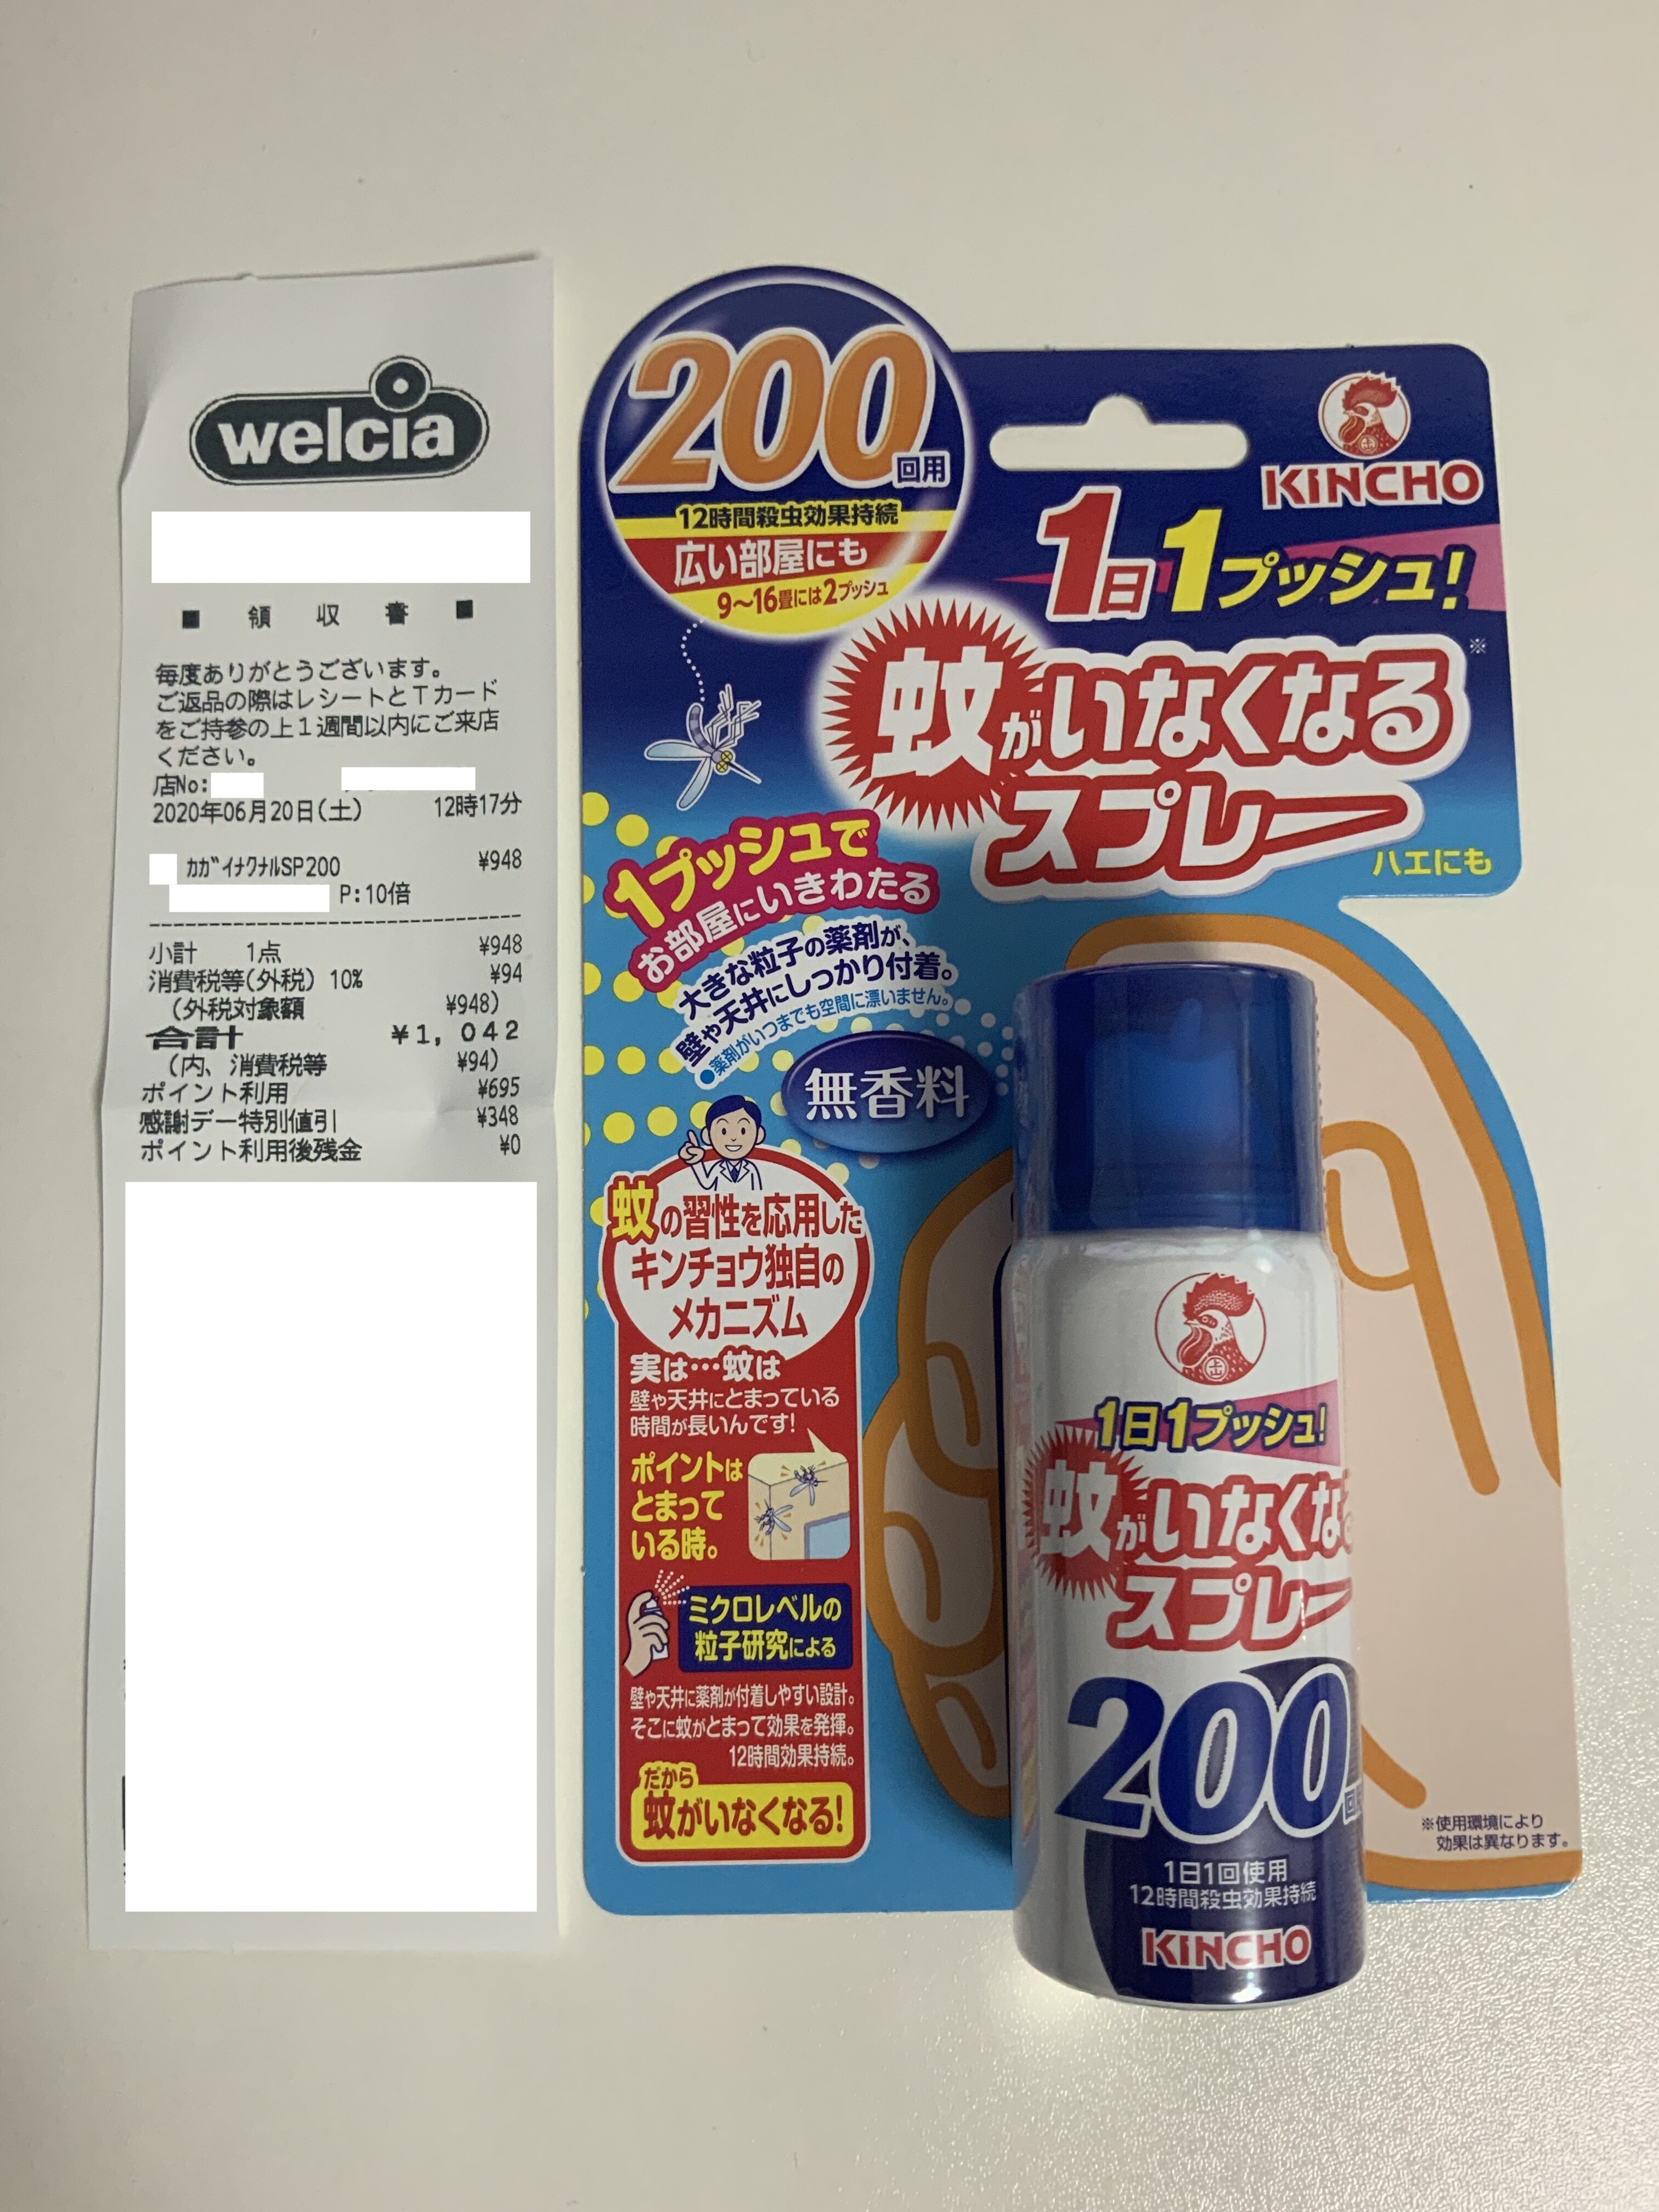 welcia
■ 領 収 書 ■
毎度ありがとうございます。
ご返品の際はレシートとTカード
をご持参の上1週間以内にご来店
ください。
店No:
2020年06月20日(土) 12時17分
カガイナクナルSP200 ¥948
P:10倍
小計 1点 ¥948
消費税等(外税) 10% ¥94
(外税対象額 ¥948)
合計 ¥1,042
(内、消費税等 ¥94)
ポイント利用 ¥695
感謝デー特別値引 ¥348
ポイント利用後残金 ¥0
200回用
12時間殺虫効果持続
広い部屋にも
9〜16畳には2プッシュ
KINCHO
1日1プッシュ!
蚊がいなくなる※
スプレー
ハエにも
1プッシュで
お部屋にいきわたる
大きな粒子の薬剤が、
壁や天井にしっかり付着。
●薬剤がいつまでも空間に漂いません。
無香料
蚊の習性を応用した
キンチョウ独自の
メカニズム
実は…蚊は
壁や天井にとまっている
時間が長いんです!
ポイントは
とまって
いる時。
ミクロレベルの
粒子研究による
壁や天井に薬剤が付着しやすい設計。
そこに蚊がとまって効果を発揮。
12時間効果持続。
だから
蚊がいなくなる!
1日1プッシュ!
蚊がいなくなる
スプレー
200回
1日1回使用
12時間殺虫効果持続
KINCHO
※使用環境により
効果は異なります。